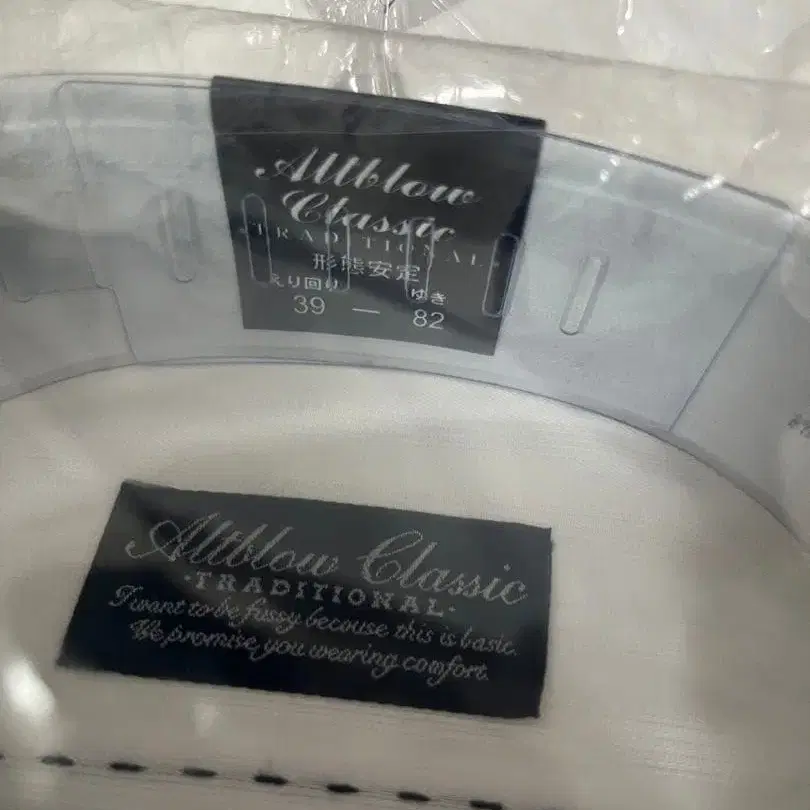 Altblow
Classic
·TRADITIONAL·
形態安定
えり回り ゆき
39 — 82
Altblow Classic
·TRADITIONAL·
I want to be fussy becouse this is basic.
We promise you wearing comfort.